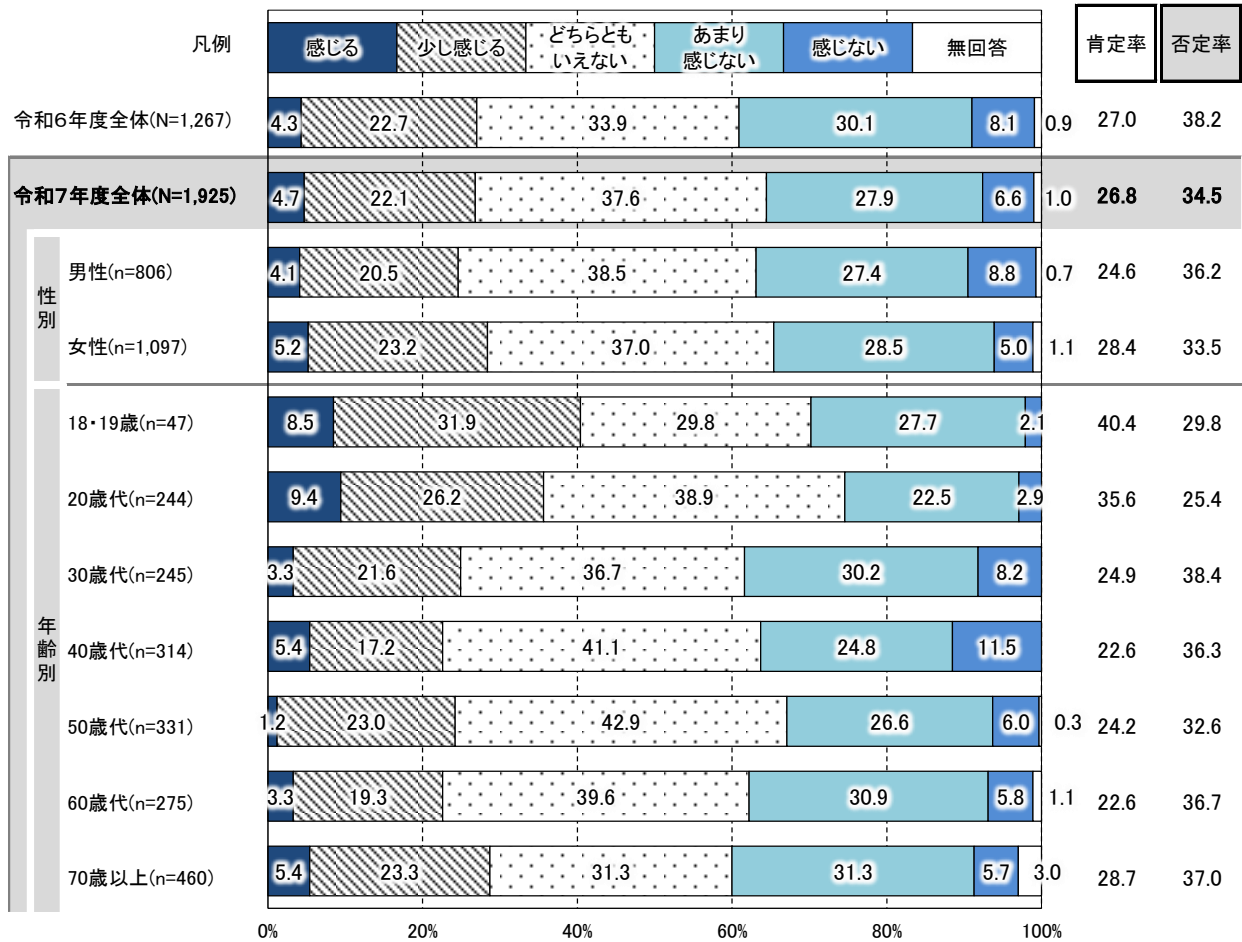 凡例 感じる 少し感じる どちらとも いえない あまり 感じない 感じない 無回答 肯定率 否定率
令和6年度全体(N=1,267) 4.3 22.7 33.9 30.1 8.1 0.9 27.0 38.2
令和7年度全体(N=1,925) 4.7 22.1 37.6 27.9 6.6 1.0 26.8 34.5
性別
男性(n=806) 4.1 20.5 38.5 27.4 8.8 0.7 24.6 36.2
女性(n=1,097) 5.2 23.2 37.0 28.5 5.0 1.1 28.4 33.5
年齢別
18・19歳(n=47) 8.5 31.9 29.8 27.7 2.1 40.4 29.8
20歳代(n=244) 9.4 26.2 38.9 22.5 2.9 35.6 25.4
30歳代(n=245) 3.3 21.6 36.7 30.2 8.2 24.9 38.4
40歳代(n=314) 5.4 17.2 41.1 24.8 11.5 22.6 36.3
50歳代(n=331) 1.2 23.0 42.9 26.6 6.0 0.3 24.2 32.6
60歳代(n=275) 3.3 19.3 39.6 30.9 5.8 1.1 22.6 36.7
70歳以上(n=460) 5.4 23.3 31.3 31.3 5.7 3.0 28.7 37.0
0% 20% 40% 60% 80% 100%